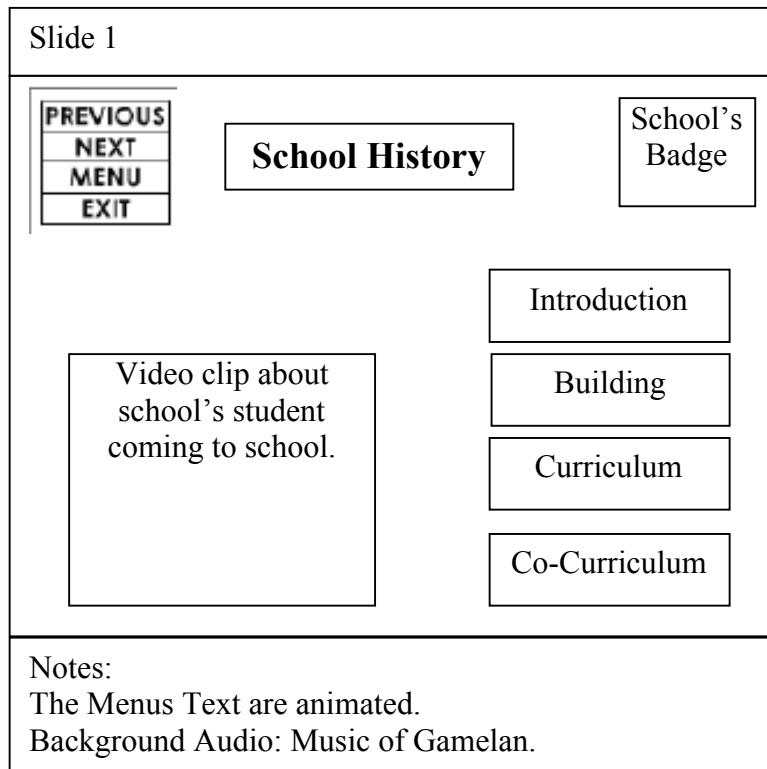 Slide 1
PREVIOUS
NEXT
MENU
EXIT
School History
School’s
Badge
Introduction
Video clip about
school’s student
coming to school.
Building
Curriculum
Co-Curriculum
Notes:
The Menus Text are animated.
Background Audio: Music of Gamelan.